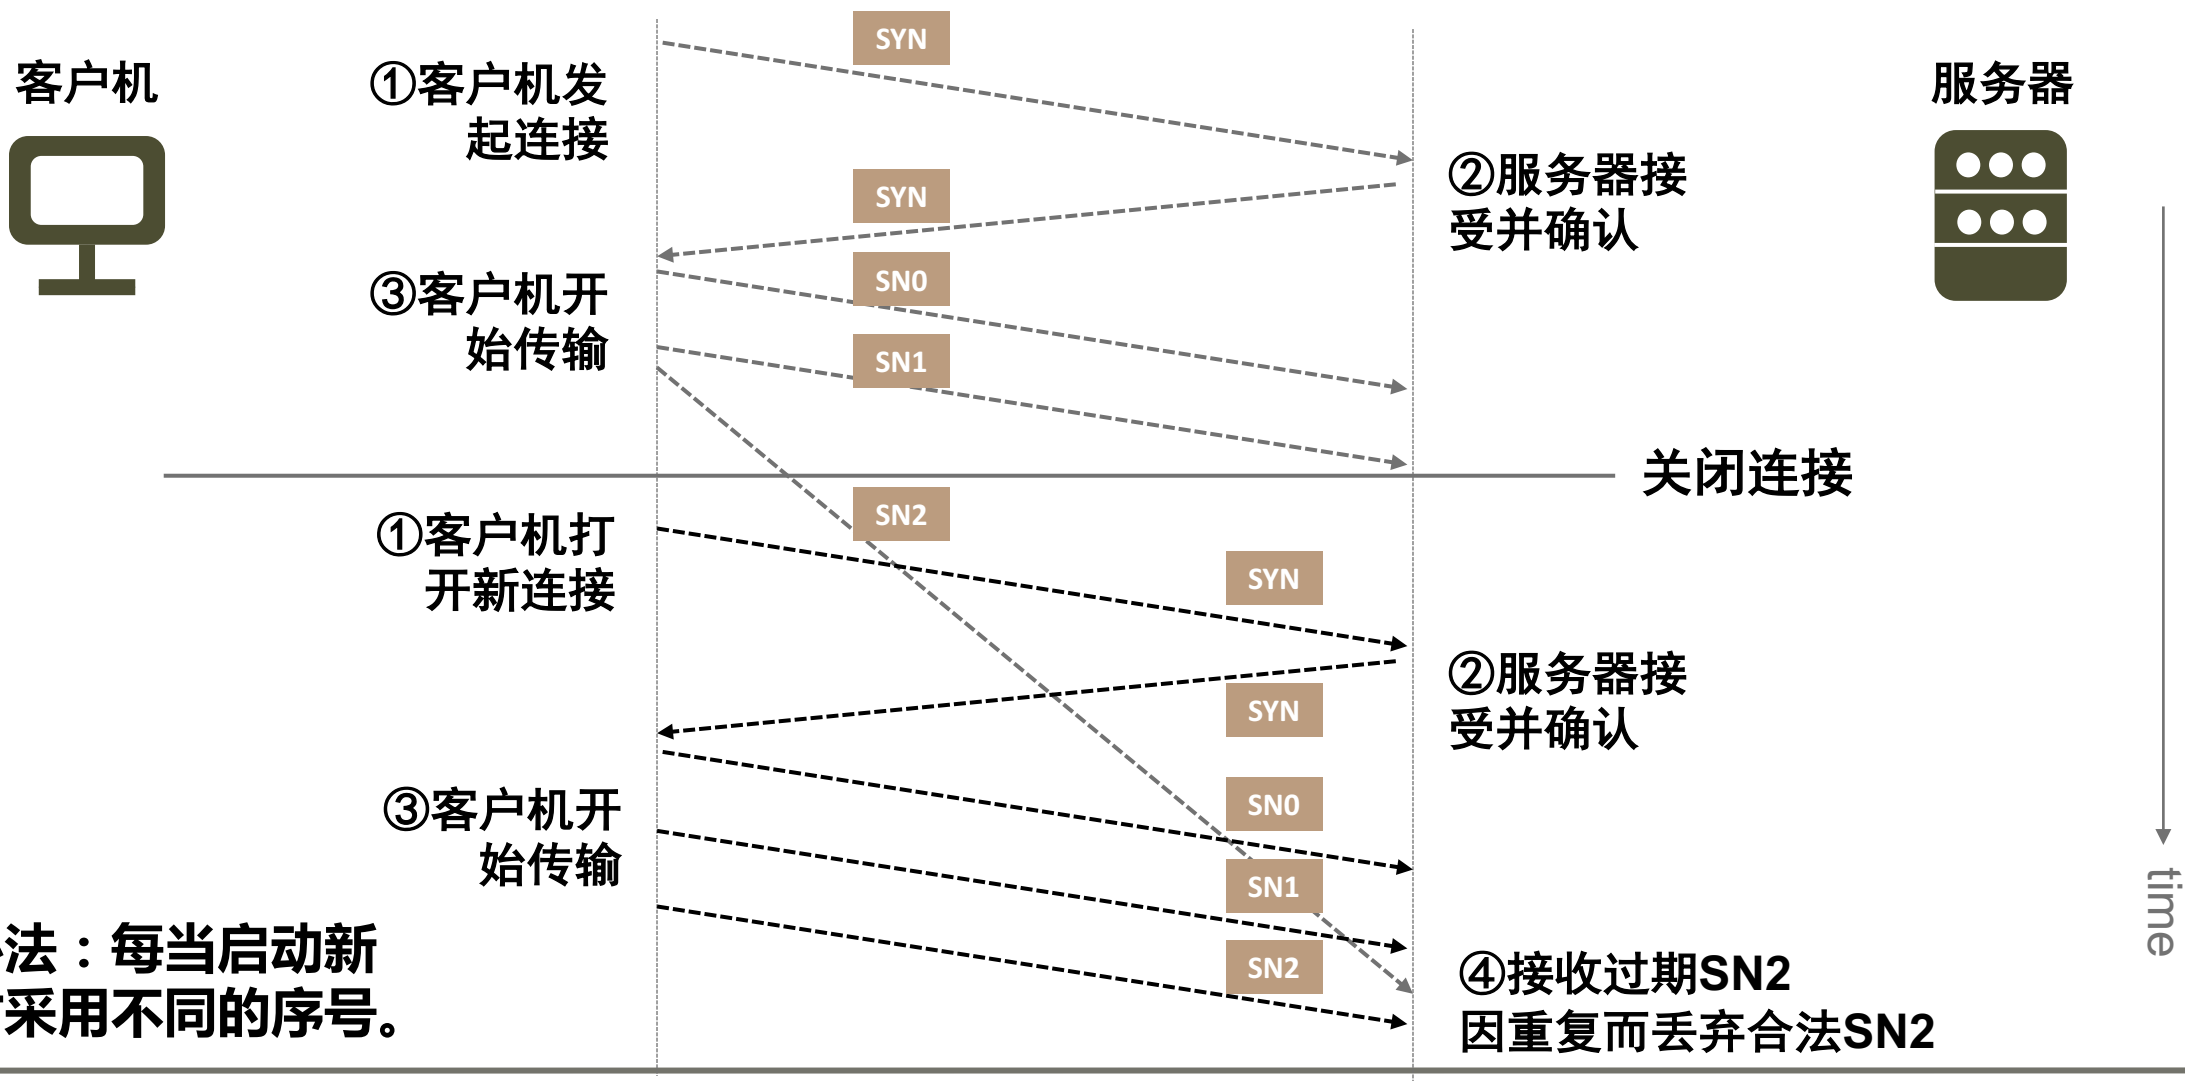 SYN
客户机
①客户机发
起连接
服务器
②服务器接
受并确认
SYN
③客户机开
始传输
SN0
SN1
关闭连接
SN2
①客户机打
开新连接
SYN
②服务器接
受并确认
SYN
③客户机开
始传输
SN0
SN1
SN2
time
法：每当启动新
采用不同的序号。
④接收过期SN2
因重复而丢弃合法SN2